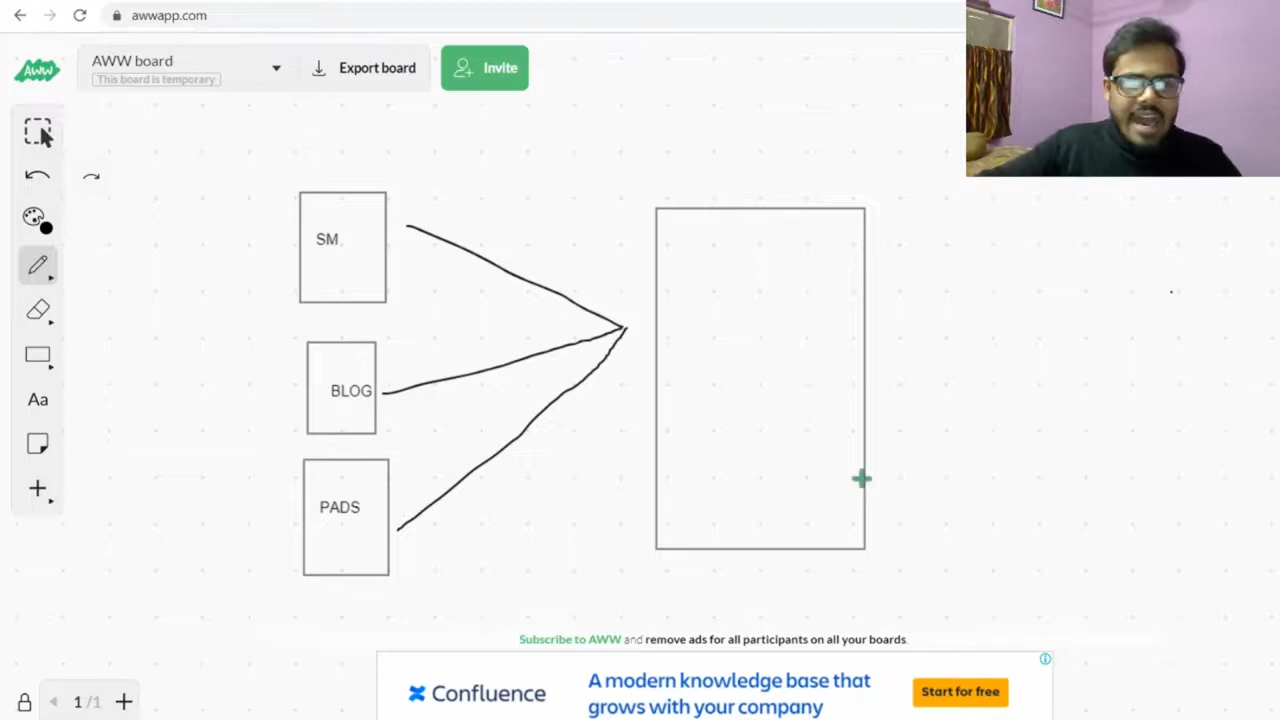 awwapp.com
AWW
AWW board
This board is temporary
Export board
Invite
SM
BLOG
PADS
Aa
Subscribe to AWW and remove ads for all participants on all your boards.
Confluence
A modern knowledge base that
grows with your company
Start for free
1 /1